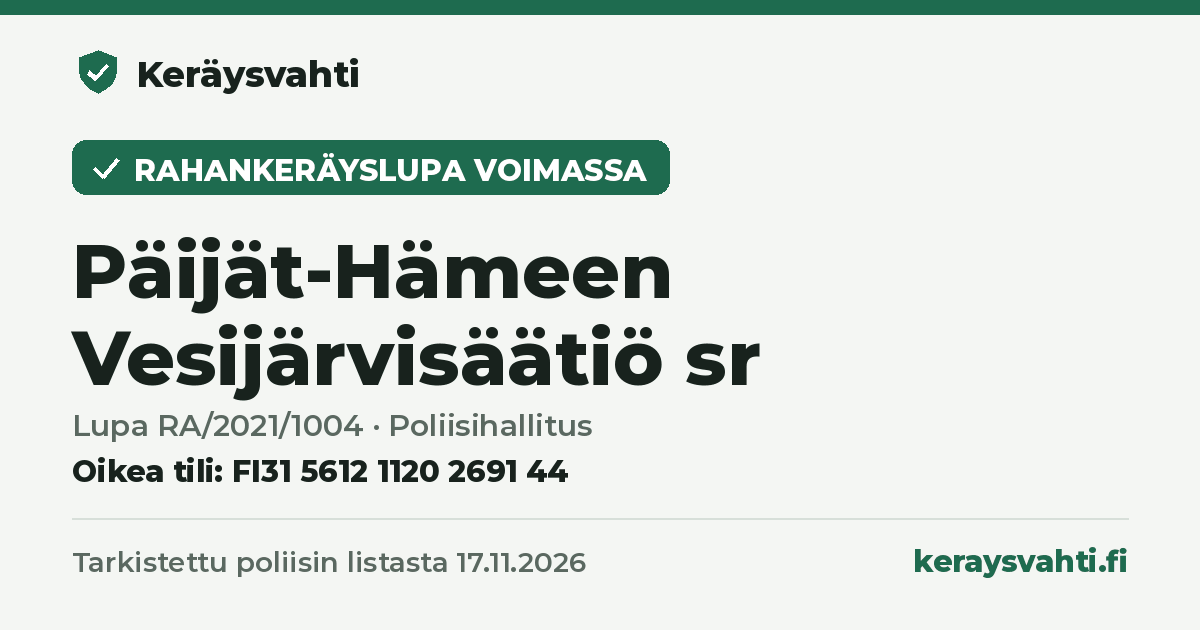 Keräysvahti
RAHANKERÄYSLUPA VOIMASSA
Päijät-Hämeen
Vesijärvisäätiö sr
Lupa RA/2021/1004 · Poliisihallitus
Oikea tili: FI31 5612 1120 2691 44
Tarkistettu poliisin listasta 17.11.2026
keraysvahti.fi